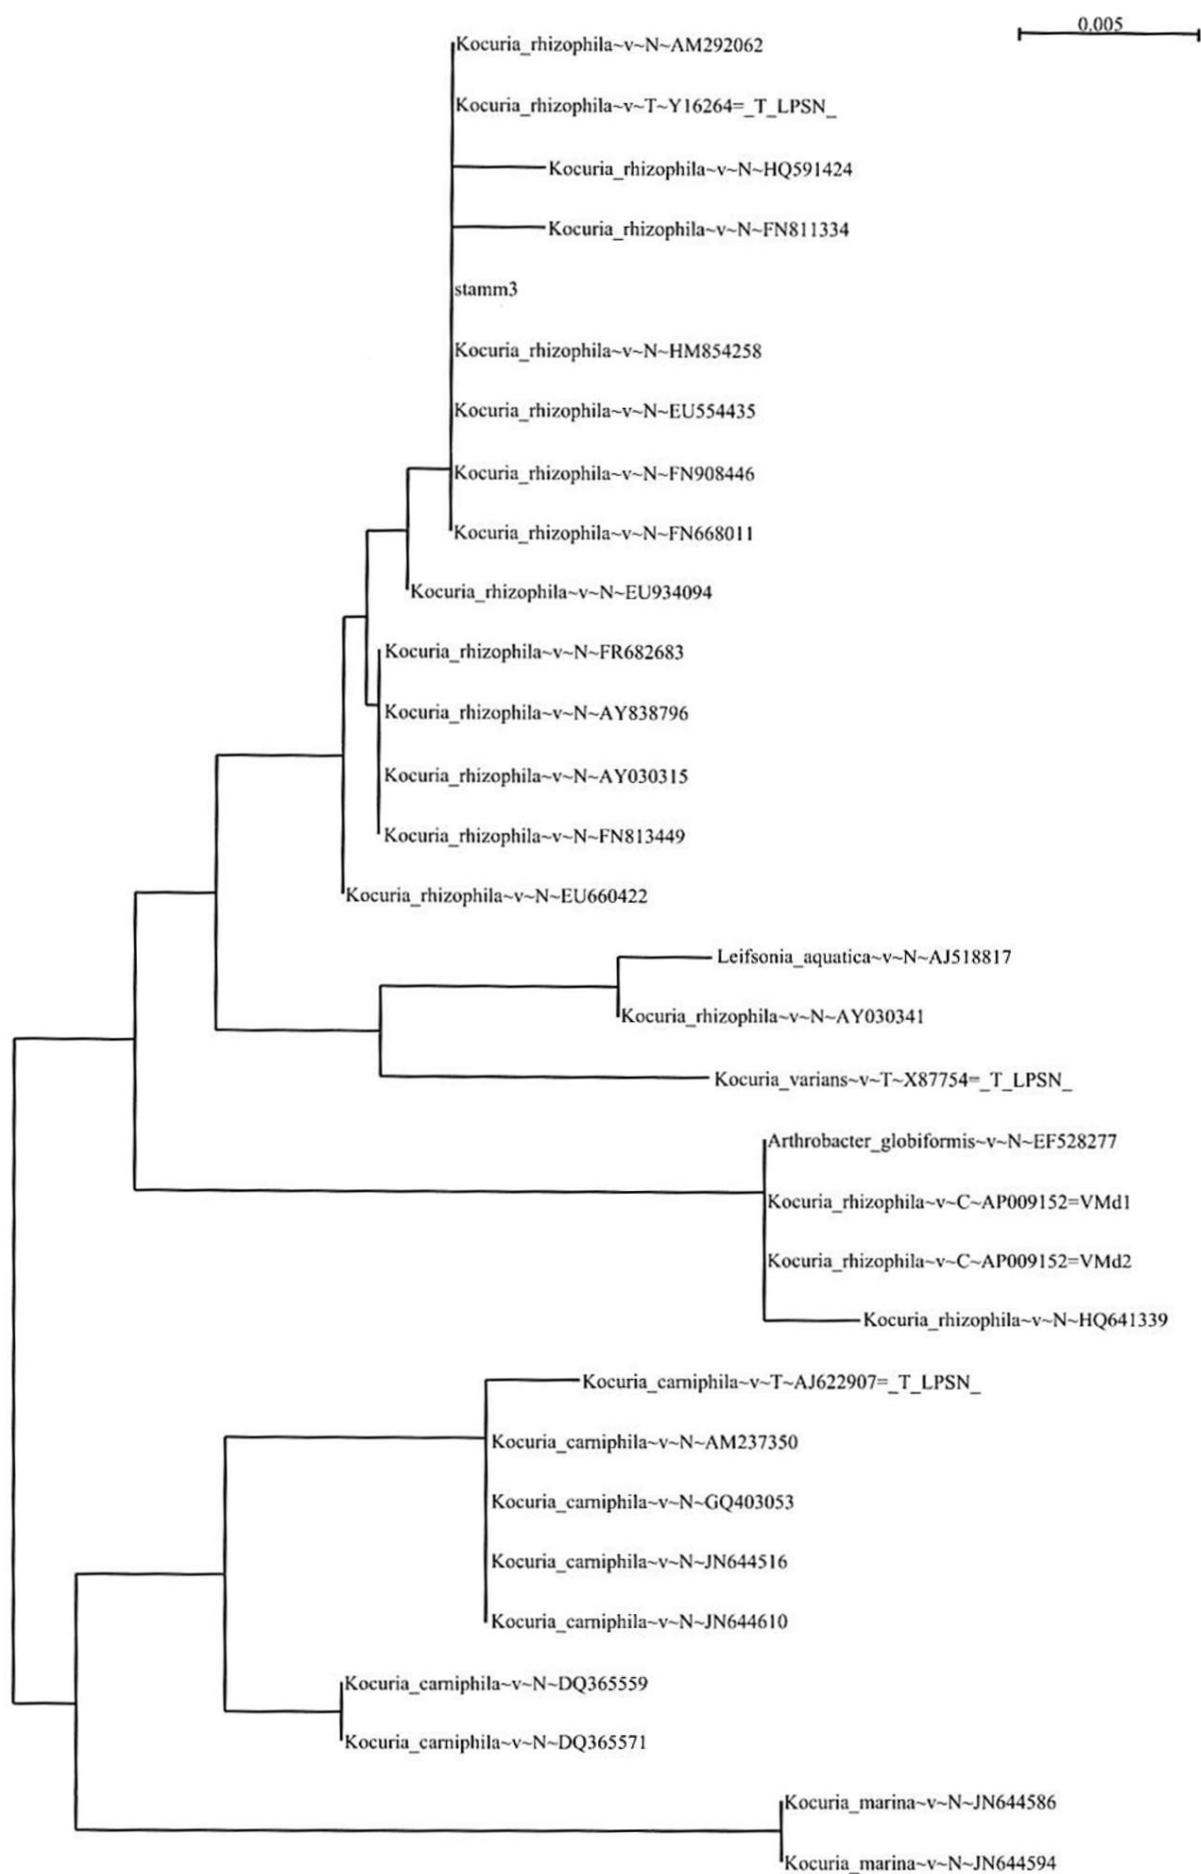 0.005
Kocuria_rhizophila~v~N~AM292062
Kocuria_rhizophila~v~T~Y16264=_T_LPSN_
Kocuria_rhizophila~v~N~HQ591424
Kocuria_rhizophila~v~N~FN811334
stamm3
Kocuria_rhizophila~v~N~HM854258
Kocuria_rhizophila~v~N~EU554435
Kocuria_rhizophila~v~N~FN908446
Kocuria_rhizophila~v~N~FN668011
Kocuria_rhizophila~v~N~EU934094
Kocuria_rhizophila~v~N~FR682683
Kocuria_rhizophila~v~N~AY838796
Kocuria_rhizophila~v~N~AY030315
Kocuria_rhizophila~v~N~FN813449
Kocuria_rhizophila~v~N~EU660422
Leifsonia_aquatica~v~N~AJ518817
Kocuria_rhizophila~v~N~AY030341
Kocuria_varians~v~T~X87754=_T_LPSN_
Arthrobacter_globiformis~v~N~EF528277
Kocuria_rhizophila~v~C~AP009152=VMd1
Kocuria_rhizophila~v~C~AP009152=VMd2
Kocuria_rhizophila~v~N~HQ641339
Kocuria_carniphila~v~T~AJ622907=_T_LPSN_
Kocuria_carniphila~v~N~AM237350
Kocuria_carniphila~v~N~GQ403053
Kocuria_carniphila~v~N~JN644516
Kocuria_carniphila~v~N~JN644610
Kocuria_carniphila~v~N~DQ365559
Kocuria_carniphila~v~N~DQ365571
Kocuria_marina~v~N~JN644586
Kocuria_marina~v~N~JN644594